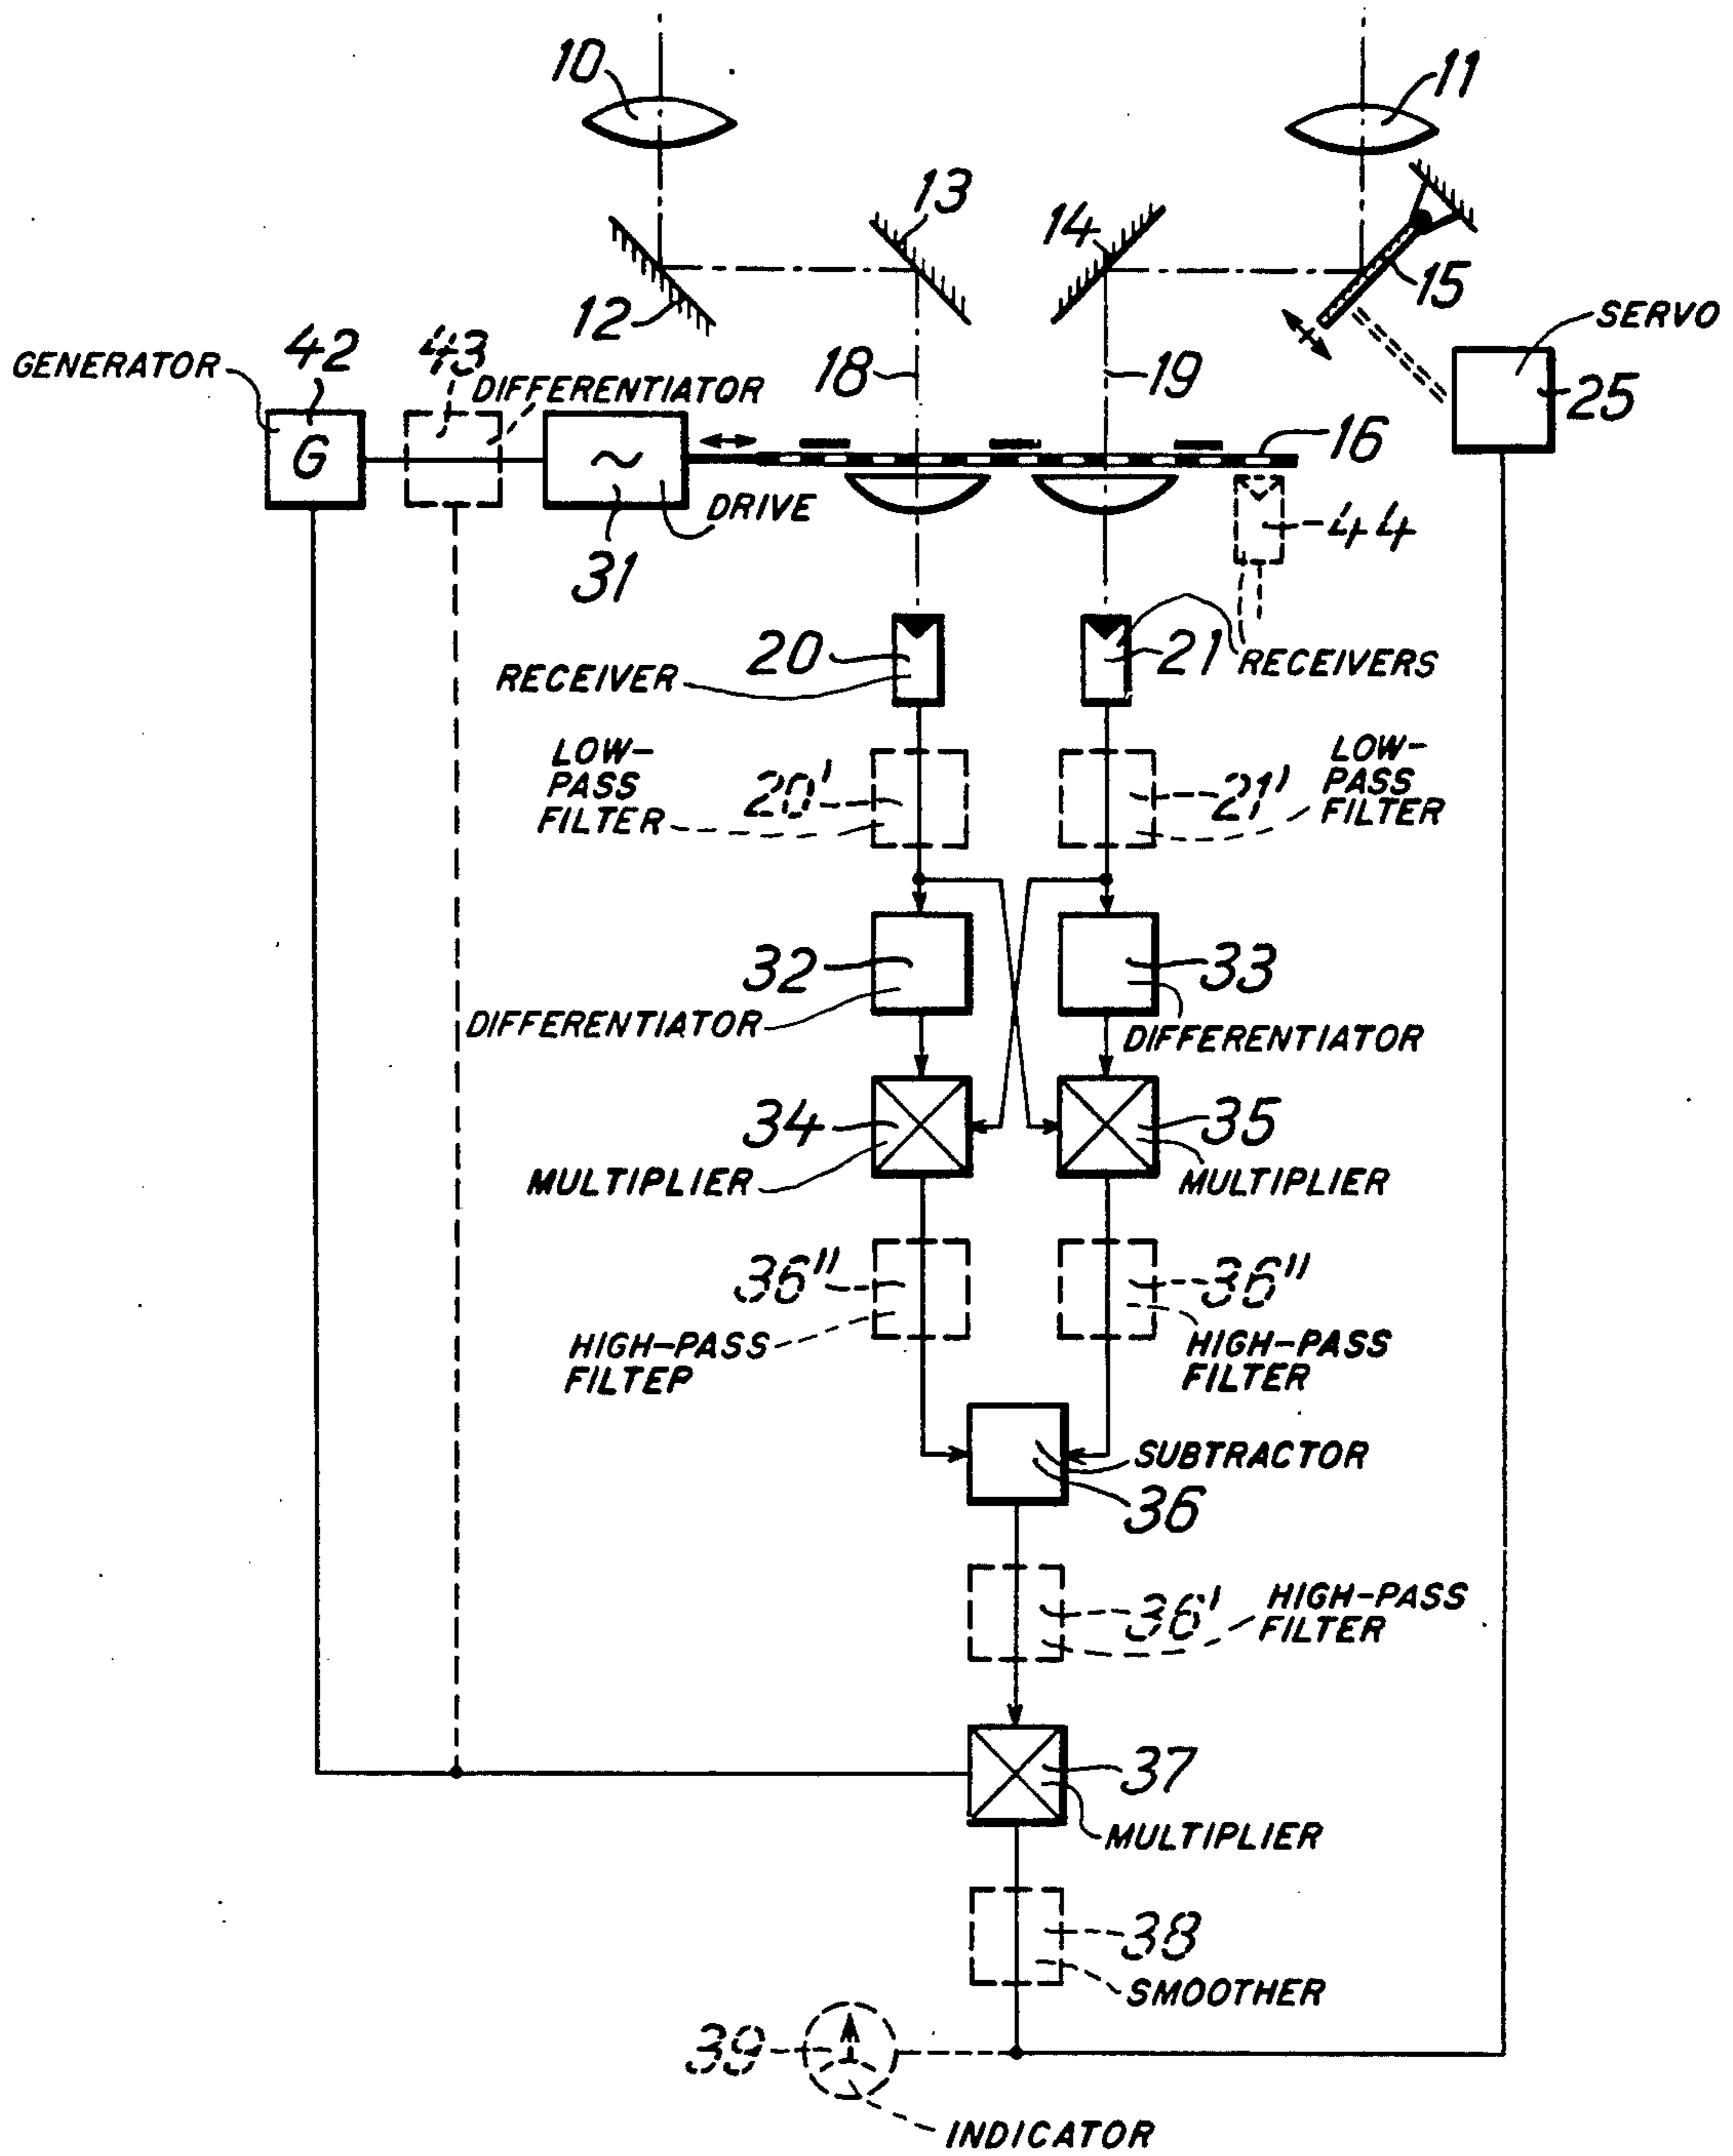 10
11
13
14
12
15
SERVO
GENERATOR
42
43
DIFFERENTIATOR
18
19
25
G
~
16
DRIVE
44
31
20
21
RECEIVER
RECEIVERS
LOW-
PASS
FILTER
20'
21'
LOW-
PASS
FILTER
32
33
DIFFERENTIATOR
DIFFERENTIATOR
34
35
MULTIPLIER
MULTIPLIER
36"
36"
HIGH-PASS
FILTEP
HIGH-PASS
FILTER
SUBTRACTOR
36
36'
HIGH-PASS
FILTER
37
MULTIPLIER
38
SMOOTHER
39
INDICATOR